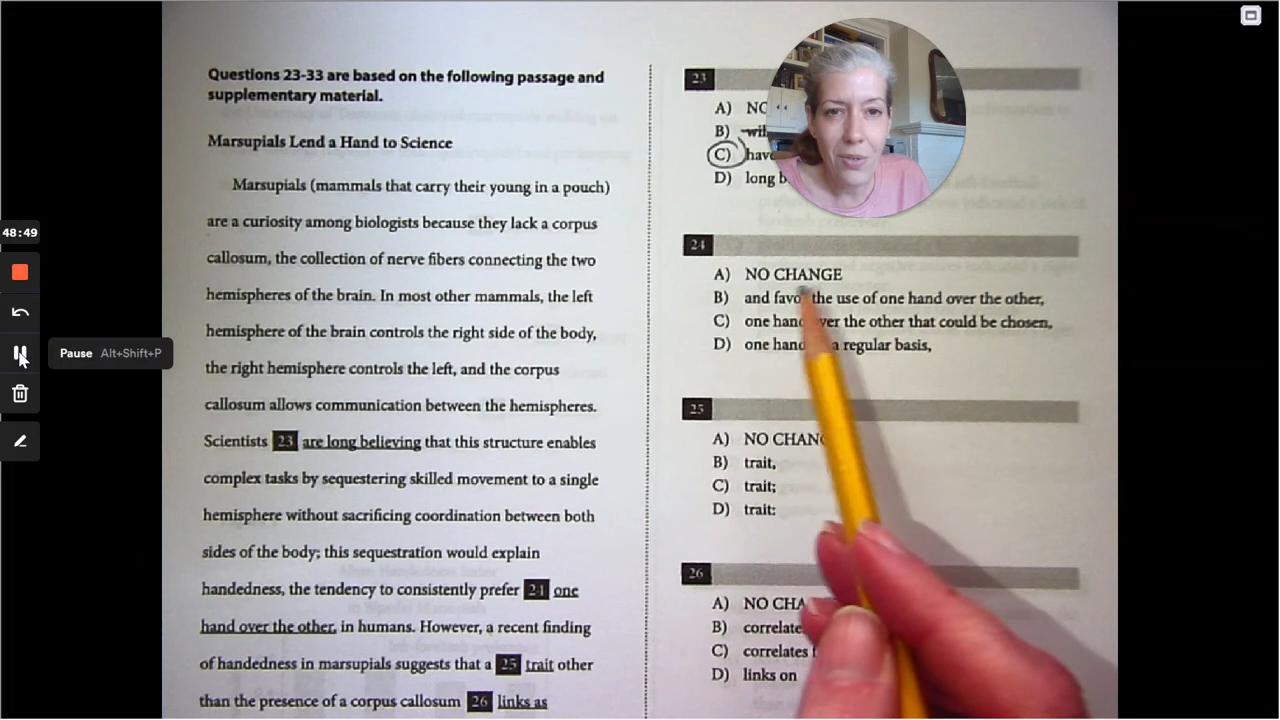 Questions 23-33 are based on the following passage and
supplementary material.
Marsupials Lend a Hand to Science
Marsupials (mammals that carry their young in a pouch)
are a curiosity among biologists because they lack a corpus
callosum, the collection of nerve fibers connecting the two
hemispheres of the brain. In most other mammals, the left
hemisphere of the brain controls the right side of the body,
the right hemisphere controls the left, and the corpus
callosum allows communication between the hemispheres.
Scientists 23 are long believing that this structure enables
complex tasks by sequestering skilled movement to a single
hemisphere without sacrificing coordination between both
sides of the body; this sequestration would explain
handedness, the tendency to consistently prefer 24 one
hand over the other, in humans. However, a recent finding
of handedness in marsupials suggests that a 25 trait other
than the presence of a corpus callosum 26 links as
23
A) NO
B) will
C) have
D) long b
24
A) NO CHANGE
B) and favor the use of one hand over the other,
C) one hand over the other that could be chosen,
D) one hand a regular basis,
25
A) NO CHANG
B) trait,
C) trait;
D) trait:
26
A) NO CHA
B) correlate
C) correlates
D) links on
48:49
Pause Alt+Shift+P